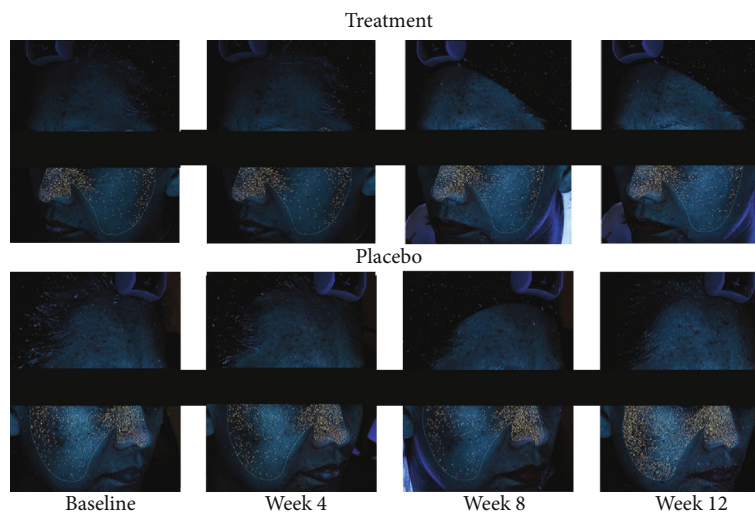 Treatment
Placebo
Baseline
Week 4
Week 8
Week 12